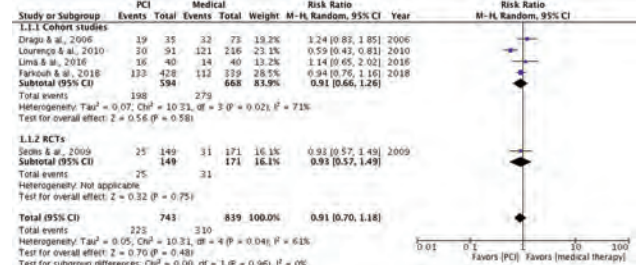 PCI Medical Risk Ratio Risk Ratio
Study or Subgroup Events Total Events Total Weight M-H, Random, 95% CI Year M-H, Random, 95% CI
1.1.1 Cohort studies
Dragu & al., 2006 19 35 32 73 19.2% 1.24 [0.83, 1.85] 2006
Lourenço & al., 2010 30 91 121 216 25.0% 0.59 [0.43, 0.81] 2010
Lima & al., 2016 16 40 14 40 1.14 [0.65, 2.02] 2016
Farkouh & al., 2018 133 428 112 339 28.5% 0.94 [0.76, 1.16] 2018
Subtotal (95% CI) 594 668 83.9% 0.91 [0.66, 1.26]
Total events 198 279
Heterogeneity: Tau² = 0.07, Chi² = 10.31, df = 3 (P = 0.02), I² = 71%
Test for overall effect: Z = 0.56 (P = 0.58)
1.1.2 RCTs
& al., 2009 25 149 31 171 16.1% 0.93 [0.57, 1.49] 2009
Subtotal (95% CI) 149 171 16.1% 0.93 [0.57, 1.49]
Total events 25 31
Heterogeneity: Not applicable
Test for overall effect: Z = 0.32 (P = 0.75)
Total (95% CI) 743 839 100.0% 0.91 [0.70, 1.18]
Total events 223 310
Heterogeneity: Tau² = 0.05, Chi² = 10.31, df = 4 (P = 0.04), I² = 61%
Test for overall effect: Z = 0.70 (P = 0.48)
Test for subgroup differences: Chi² = 0.00, df = 1 (P = 0.96), I² = 0%
0.01 0.1 1 10 100
Favors [PCI] Favors [medical therapy]